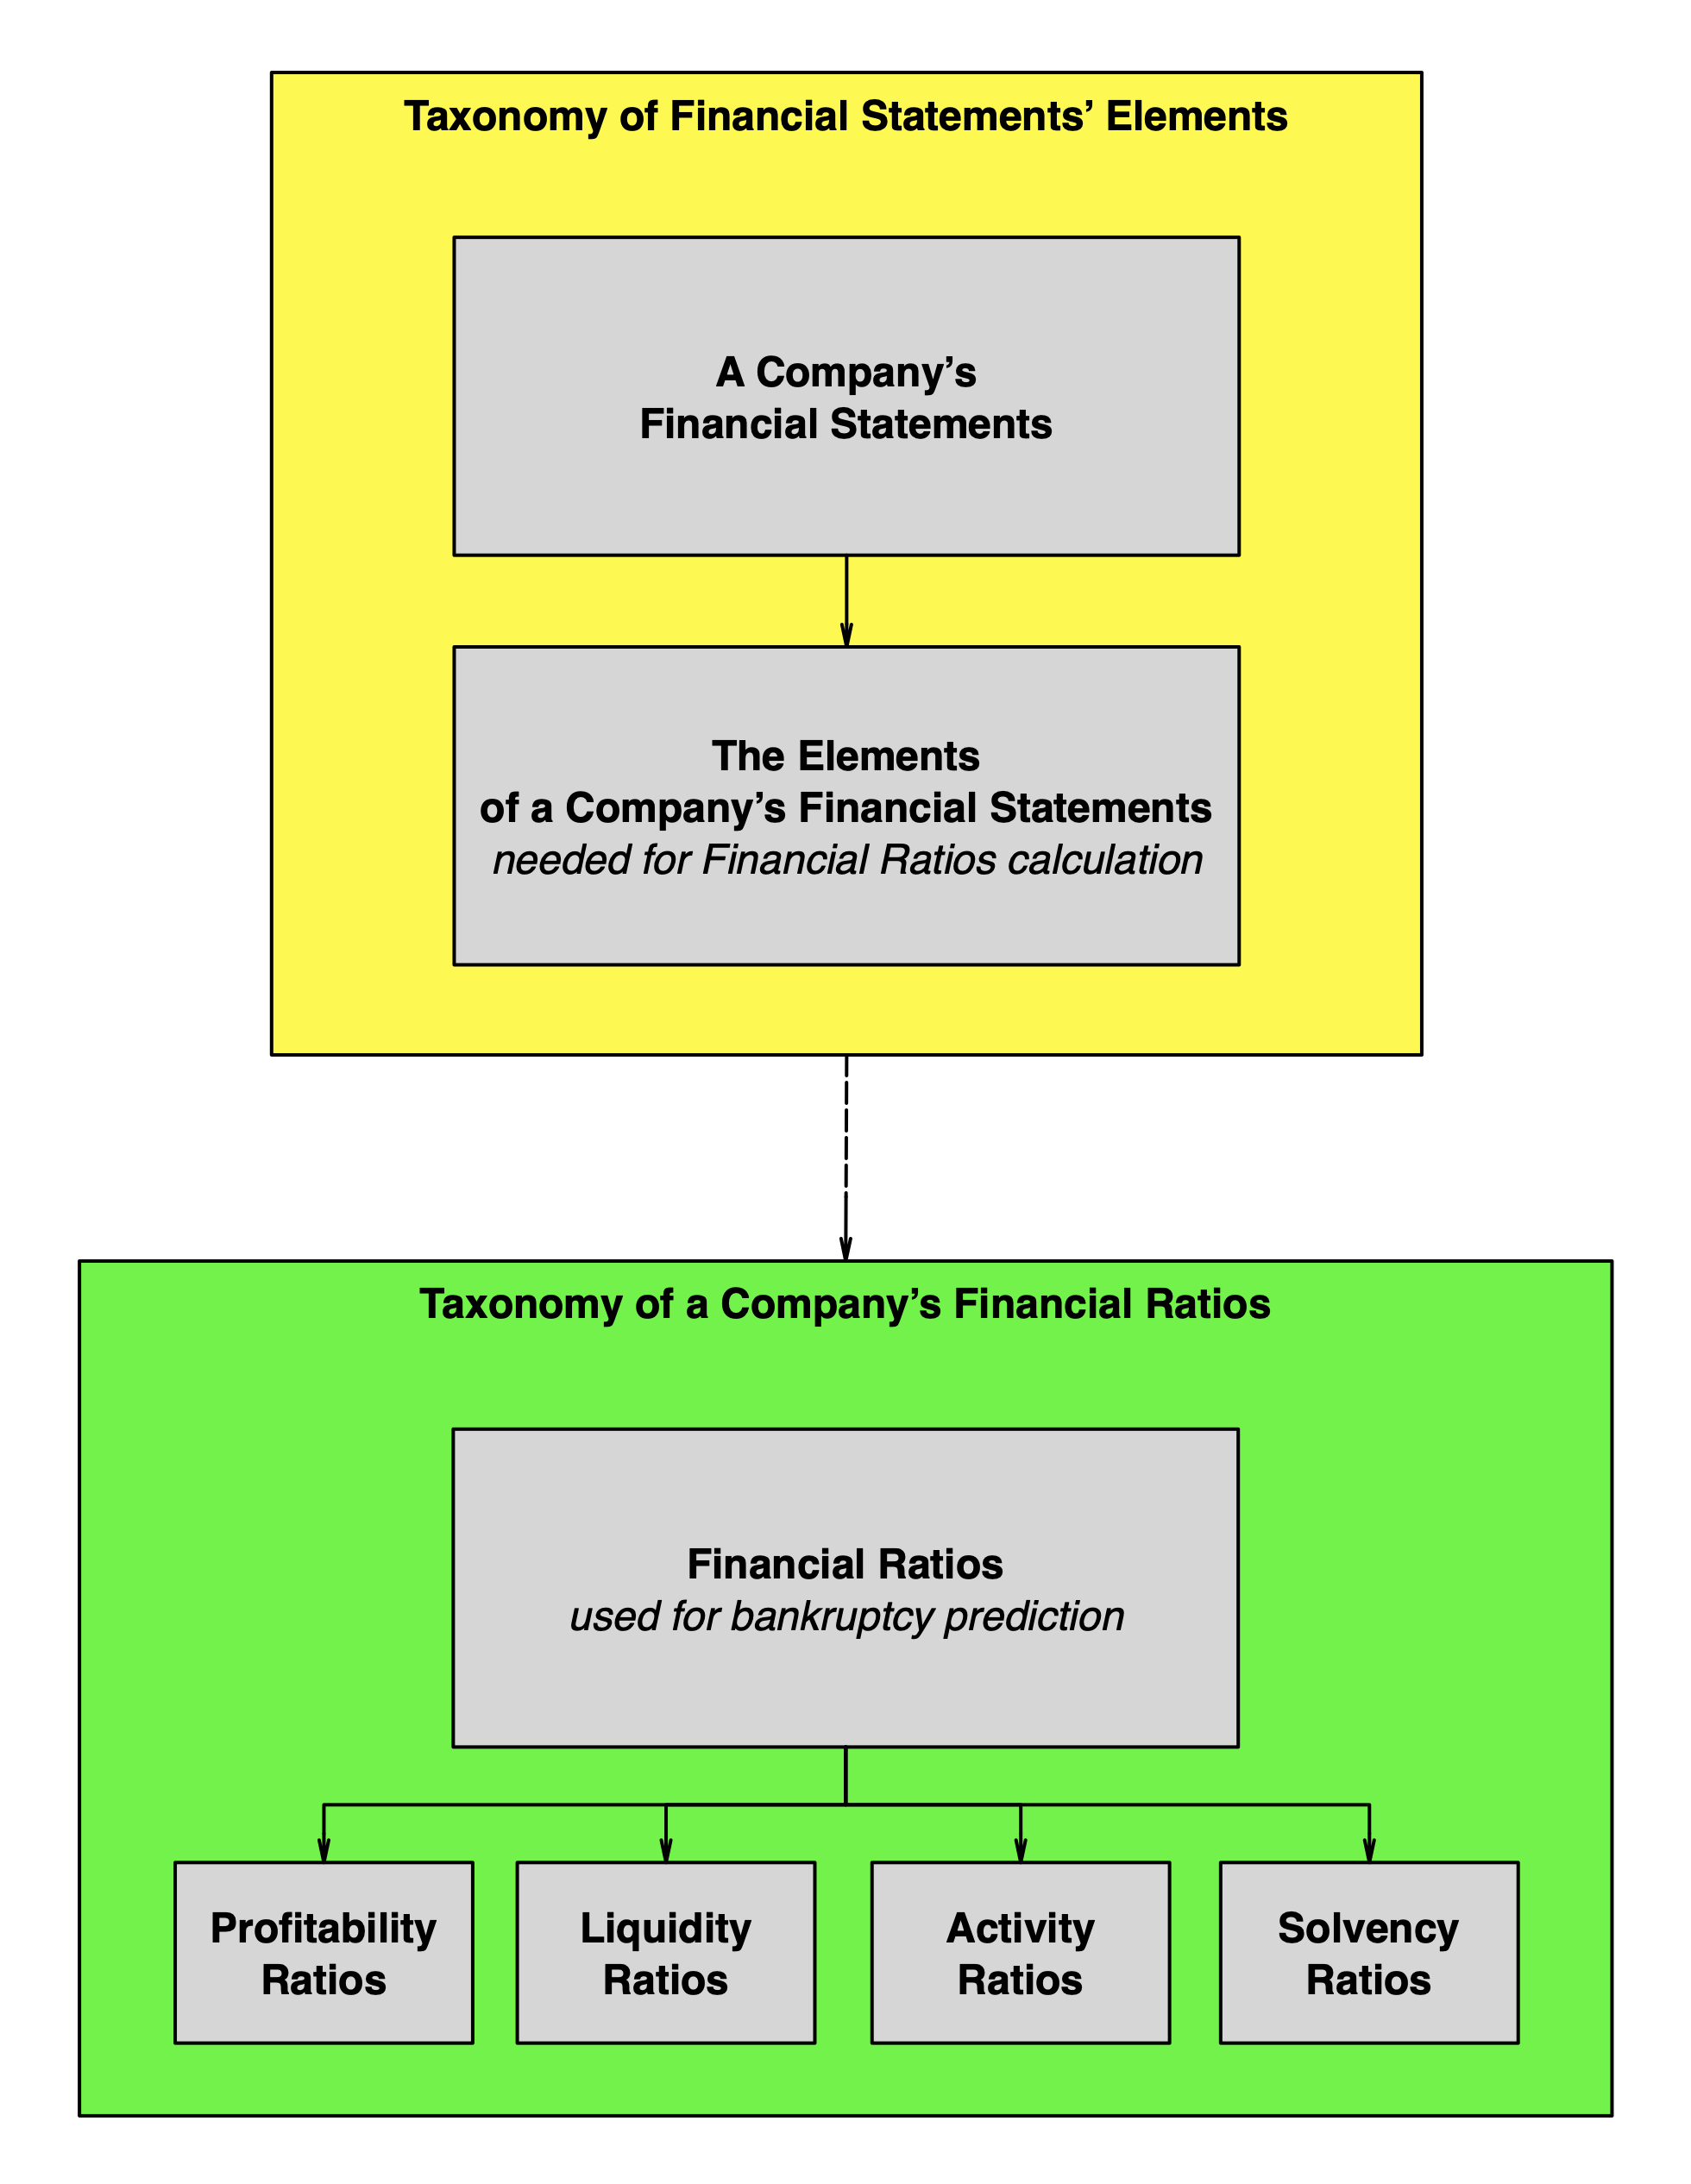 Taxonomy of Financial Statements’ Elements
A Company’s
Financial Statements
The Elements
of a Company’s Financial Statements
needed for Financial Ratios calculation
Taxonomy of a Company’s Financial Ratios
Financial Ratios
used for bankruptcy prediction
Profitability
Ratios
Liquidity
Ratios
Activity
Ratios
Solvency
Ratios